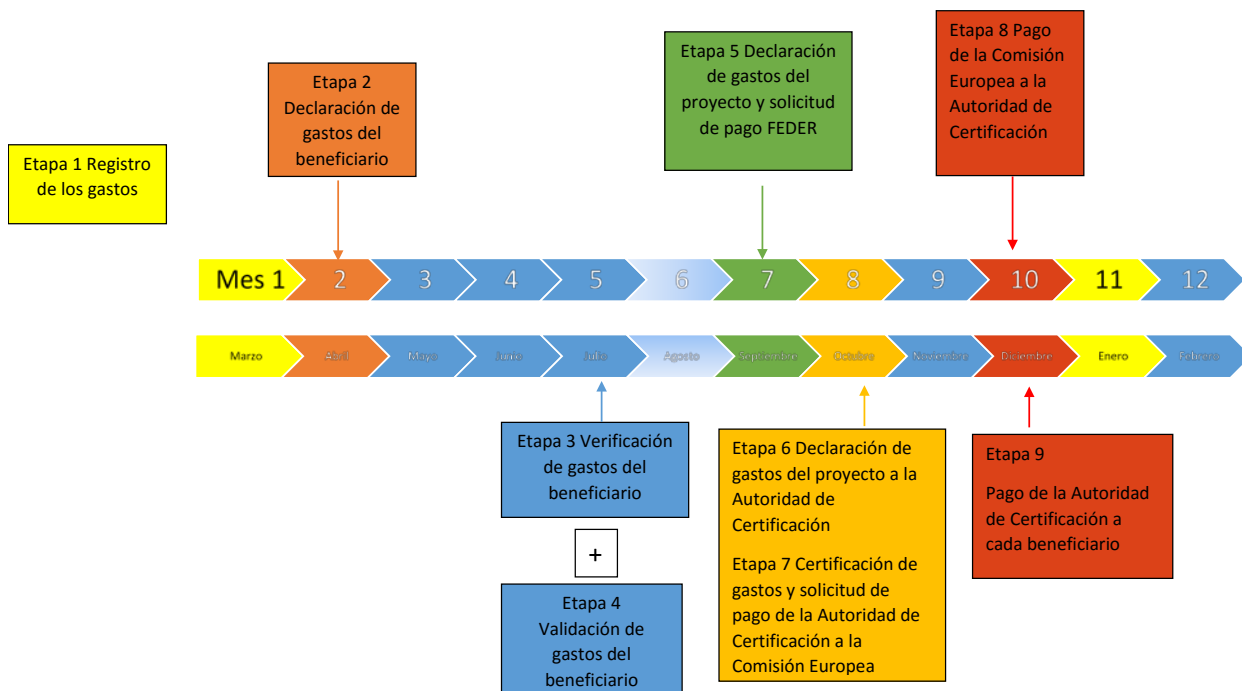 Etapa 1 Registro
de los gastos
Etapa 2
Declaración de
gastos del
beneficiario
Etapa 5 Declaración
de gastos del
proyecto y solicitud
de pago FEDER
Etapa 8 Pago
de la Comisión
Europea a la
Autoridad de
Certificación
Mes 1 2 3 4 5 6 7 8 9 10 11 12
Marzo Abril Mayo Junio Julio Agosto Septiembre Octubre Noviembre Diciembre Enero Febrero
Etapa 3 Verificación
de gastos del
beneficiario
+
Etapa 4
Validación de
gastos del
beneficiario
Etapa 6 Declaración de
gastos del proyecto a la
Autoridad de
Certificación
Etapa 7 Certificación de
gastos y solicitud de
pago de la Autoridad de
Certificación a la
Comisión Europea
Etapa 9
Pago de la Autoridad
de Certificación a
cada beneficiario